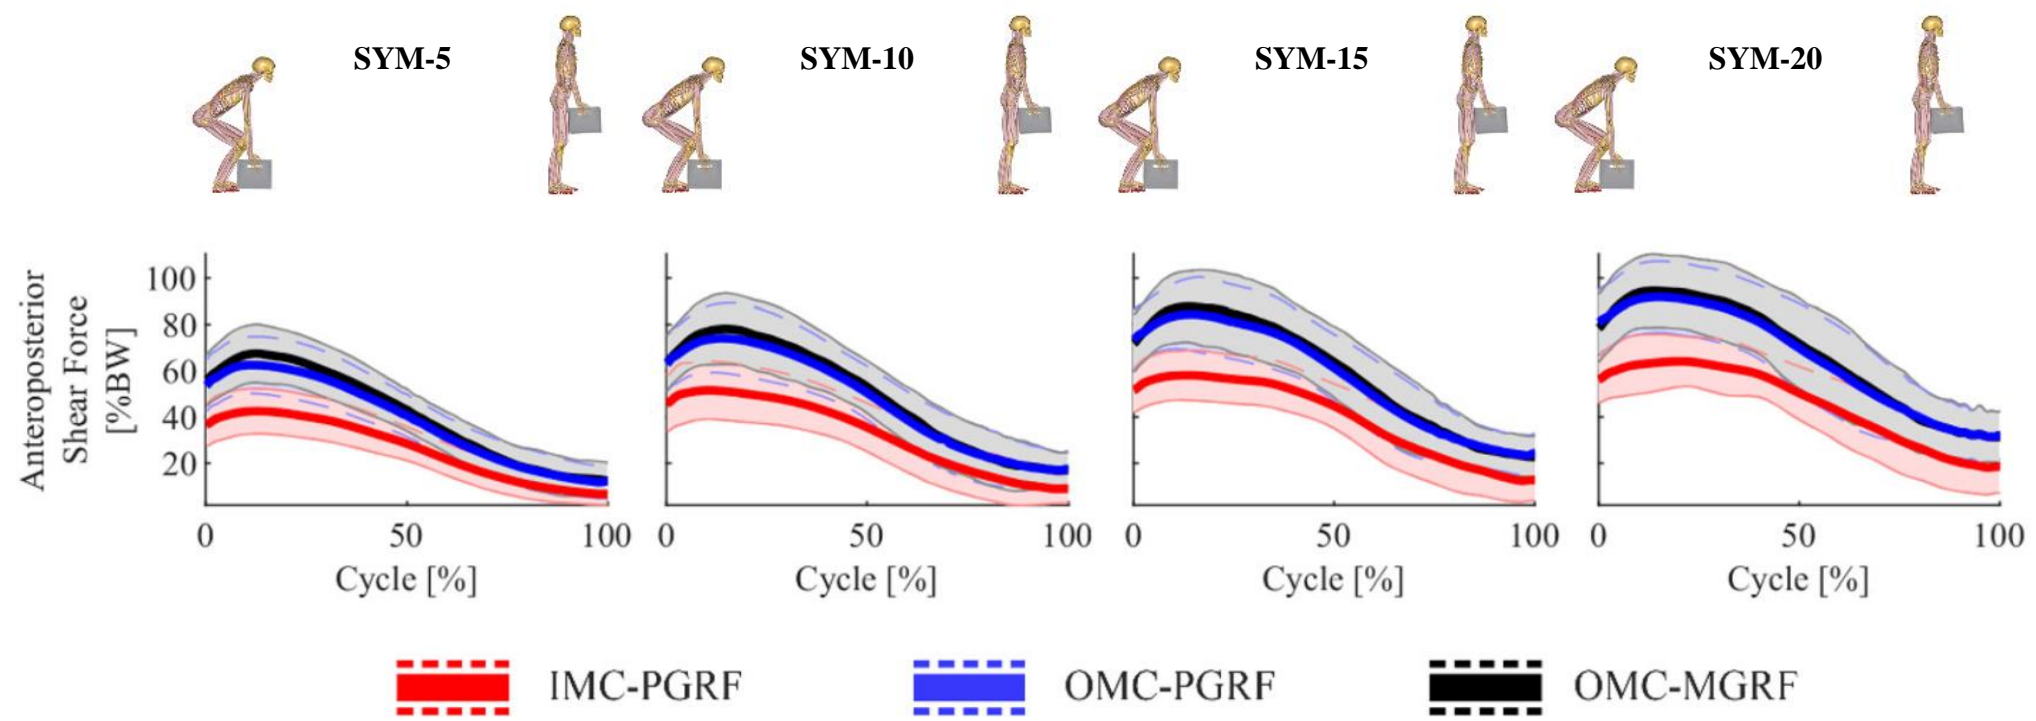 SYM-5 SYM-10 SYM-15 SYM-20
Anteroposterior
Shear Force
[%BW]
100
80
60
40
20
0 50 100 0 50 100 0 50 100 0 50 100
Cycle [%] Cycle [%] Cycle [%] Cycle [%]
IMC-PGRF OMC-PGRF OMC-MGRF